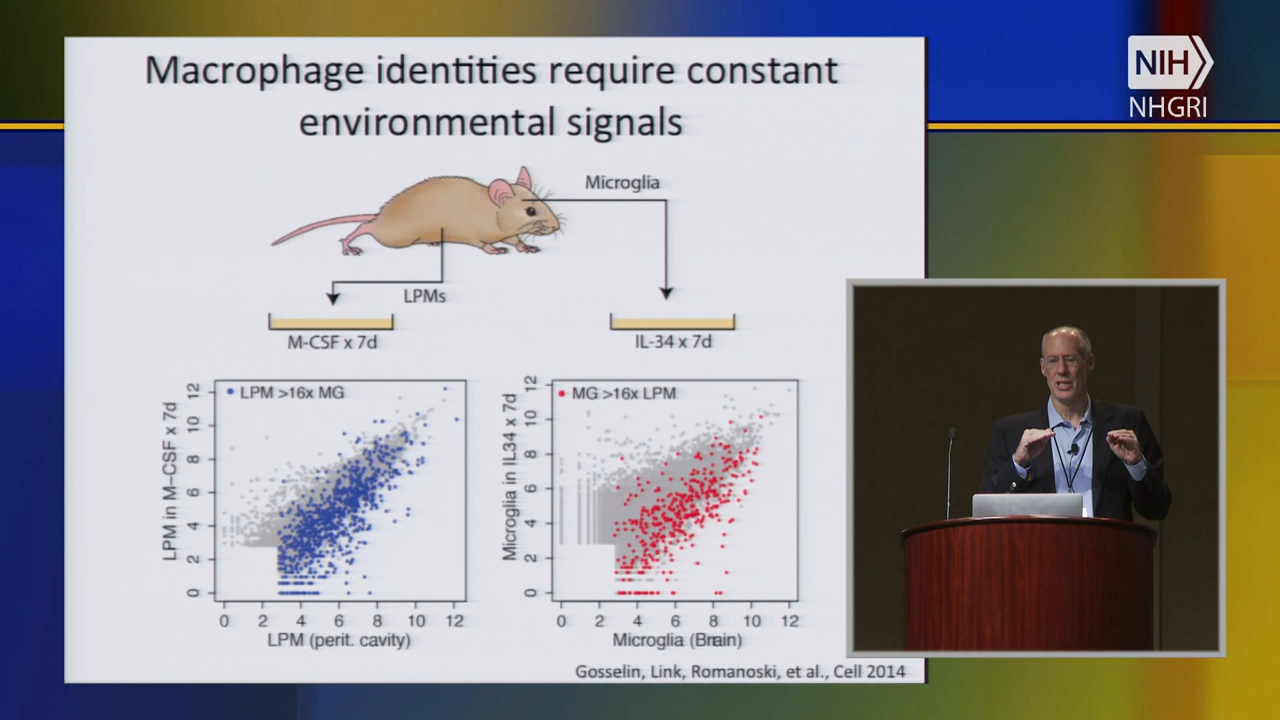 Macrophage identities require constant
environmental signals
NIH
NHGRI
Microglia
LPMs
M-CSF x 7d
IL-34 x 7d
LPM >16x MG
LPM in M-CSF x 7d
0 2 4 6 8 10 12
0 2 4 6 8 10 12
LPM (perit. cavity)
MG >16x LPM
Microglia in IL34 x 7d
0 2 4 6 8 10 12
0 2 4 6 8 10 12
Microglia (Brain)
Gosselin, Link, Romanoski, et al., Cell 2014